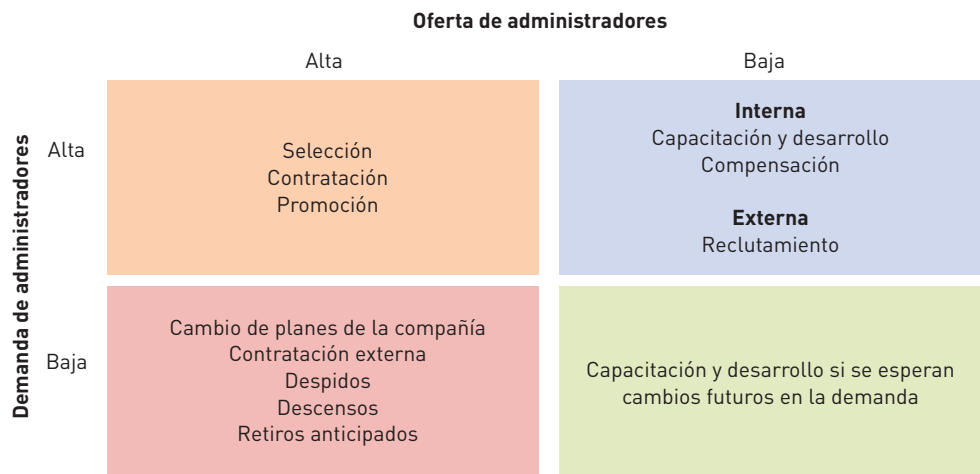 Oferta de administradores
Alta
Baja
Demanda de administradores
Alta
Selección
Contratación
Promoción
Interna
Capacitación y desarrollo
Compensación
Externa
Reclutamiento
Baja
Cambio de planes de la compañía
Contratación externa
Despidos
Descensos
Retiros anticipados
Capacitación y desarrollo si se esperan
cambios futuros en la demanda